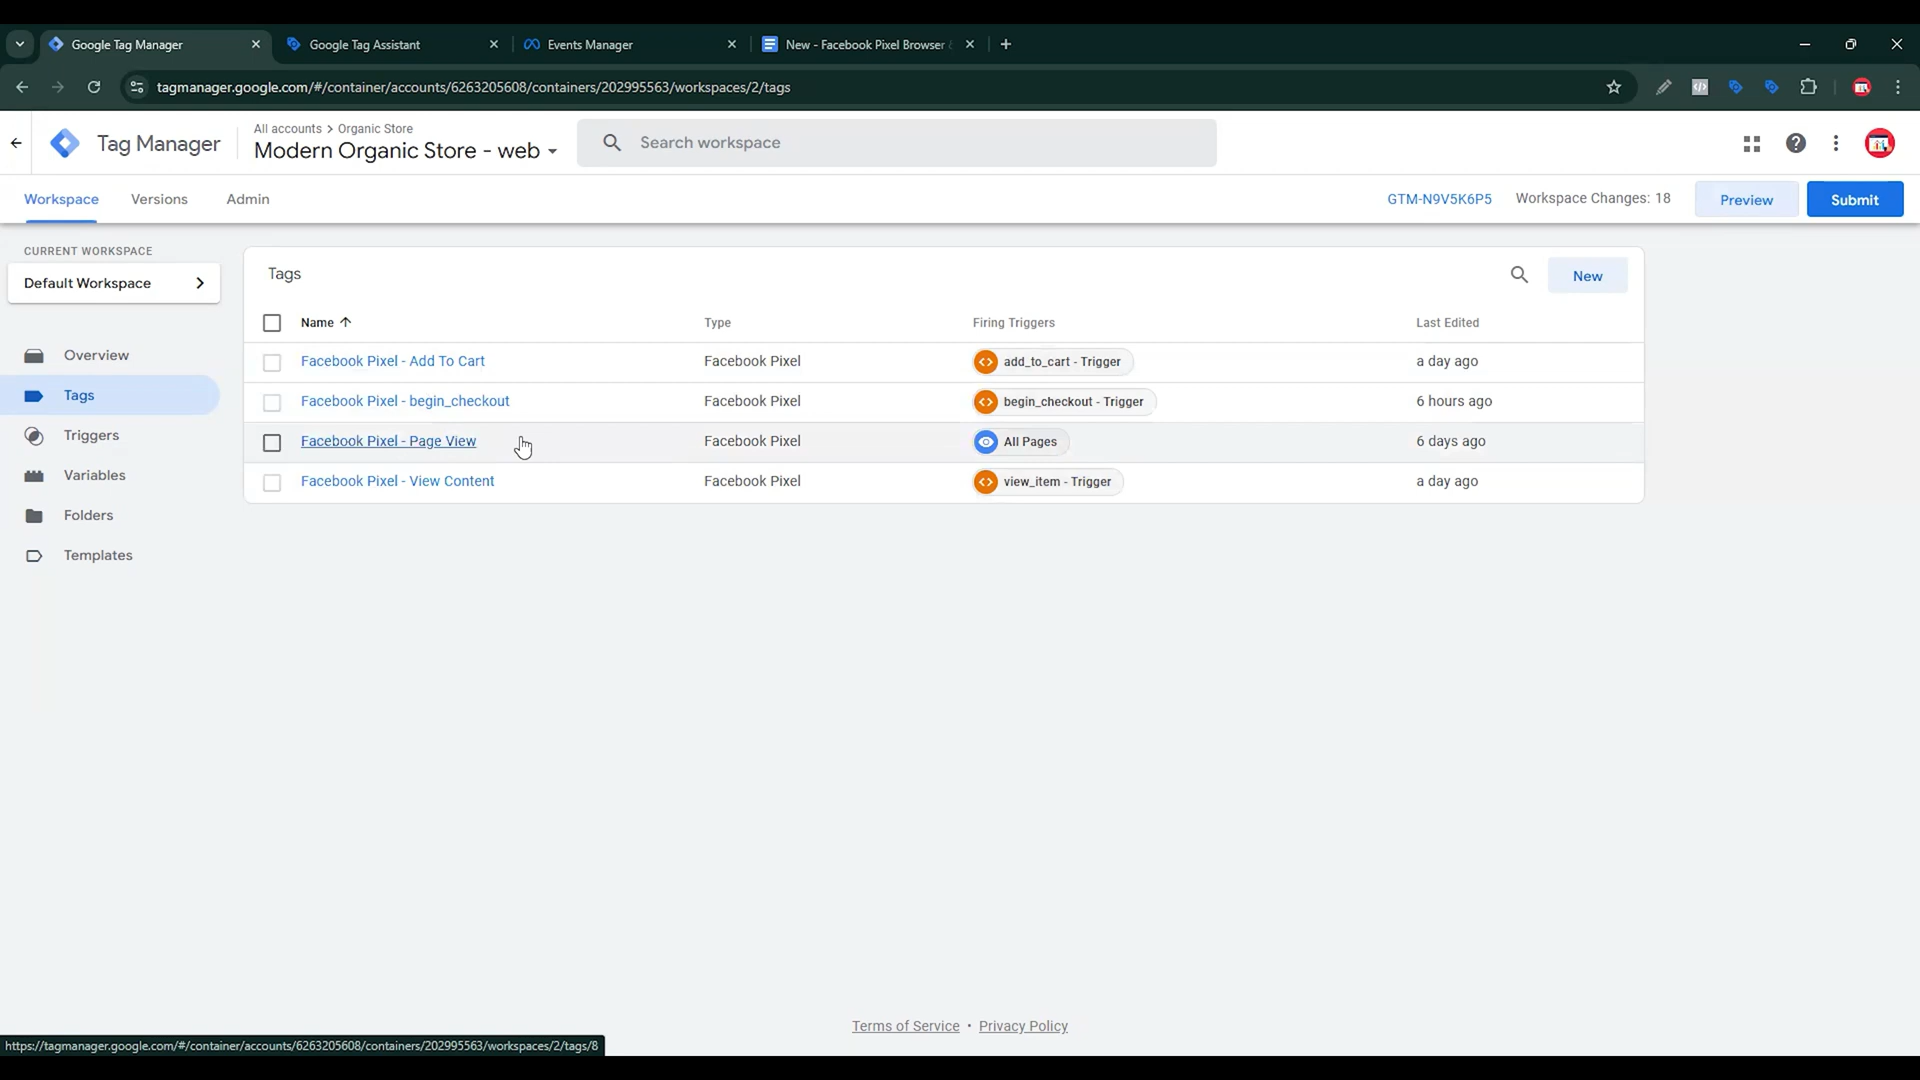 Google Tag Manager
Google Tag Assistant
Events Manager
New - Facebook Pixel Browser
tagmanager.google.com/#/container/accounts/6263205608/containers/202995563/workspaces/2/tags
Tag Manager
All accounts > Organic Store
Modern Organic Store - web
Search workspace
Workspace
Versions
Admin
GTM-N9V5K6P5
Workspace Changes: 18
Preview
Submit
CURRENT WORKSPACE
Default Workspace
Overview
Tags
Triggers
Variables
Folders
Templates
Tags
New
Name Type Firing Triggers Last Edited
Facebook Pixel - Add To Cart Facebook Pixel add_to_cart - Trigger a day ago
Facebook Pixel - begin_checkout Facebook Pixel begin_checkout - Trigger 6 hours ago
Facebook Pixel - Page View Facebook Pixel All Pages 6 days ago
Facebook Pixel - View Content Facebook Pixel view_item - Trigger a day ago
Terms of Service • Privacy Policy
https://tagmanager.google.com/#/container/accounts/6263205608/containers/202995563/workspaces/2/tags/8